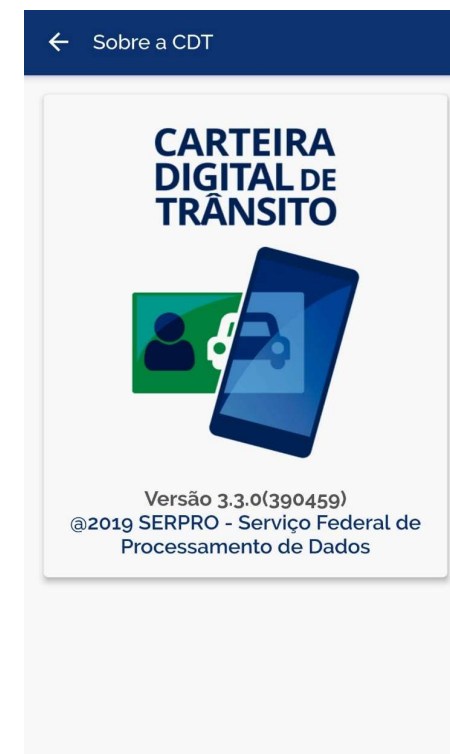 Sobre a CDT
CARTEIRA
DIGITAL DE
TRÂNSITO
Versão 3.3.0(390459)
@2019 SERPRO - Serviço Federal de
Processamento de Dados